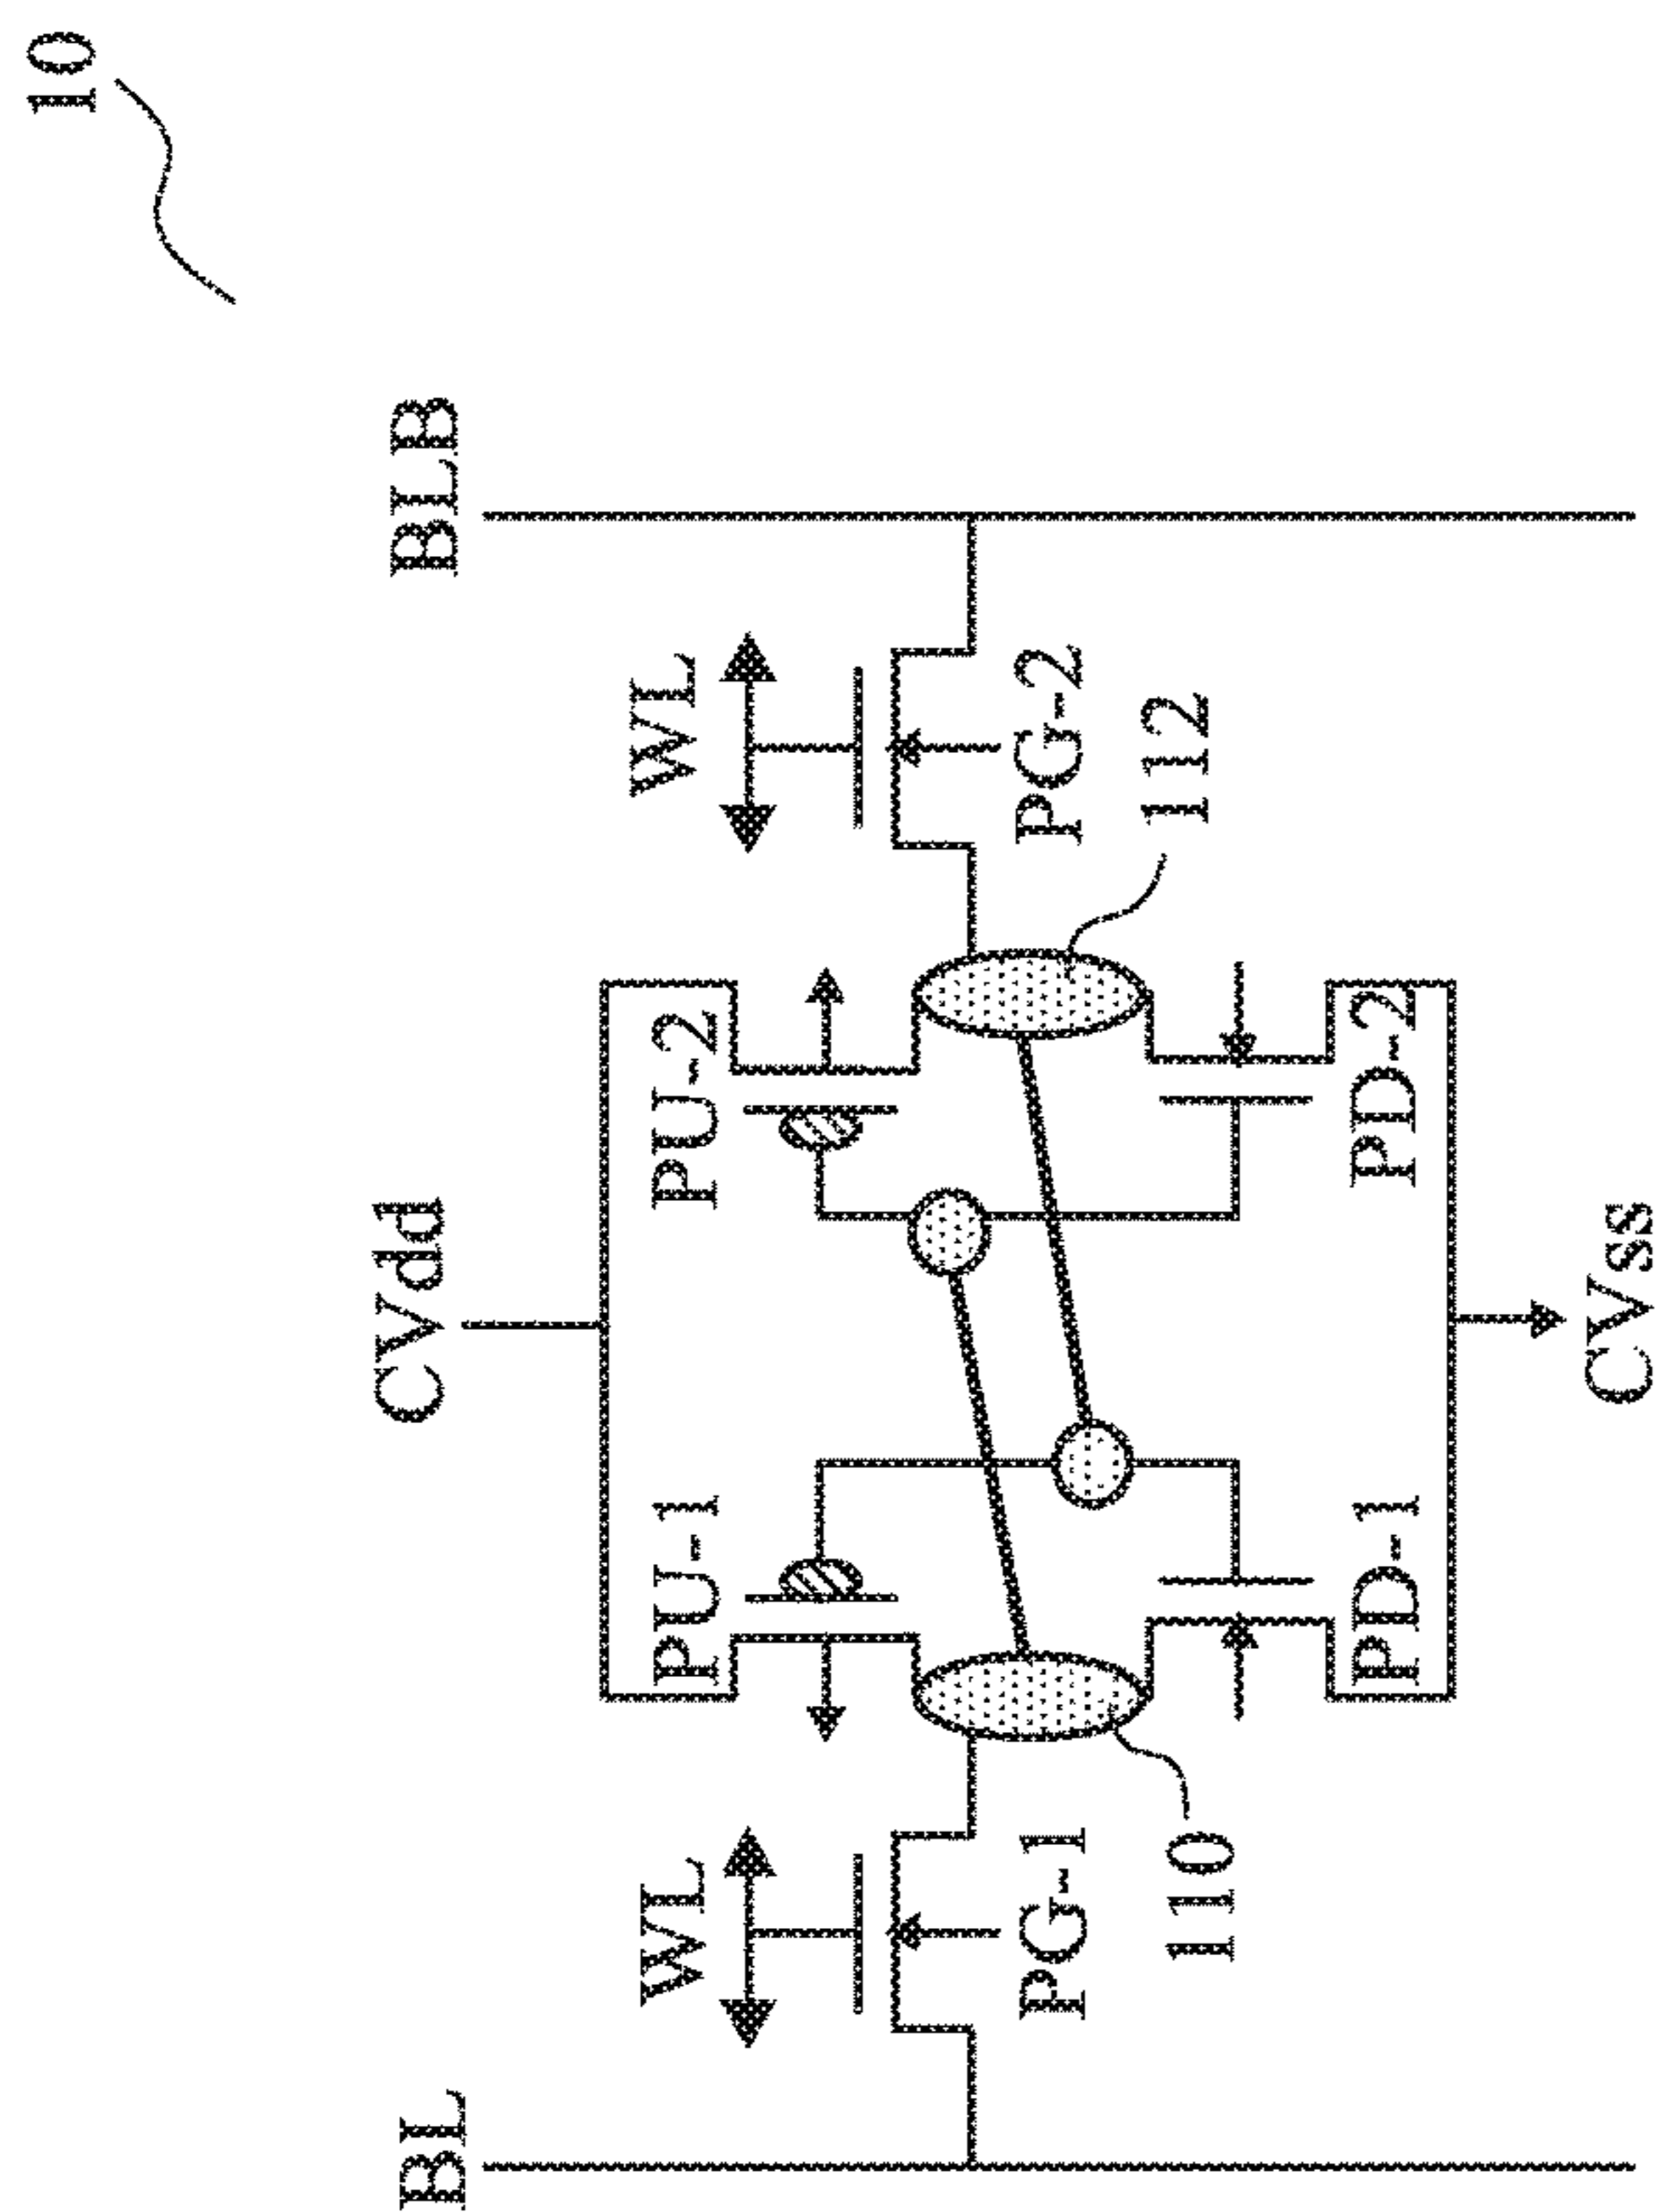 10
BL
CVdd
BLB
WL
PU-1
PU-2
WL
PG-1
PG-2
110
112
PD-1
PD-2
CVss